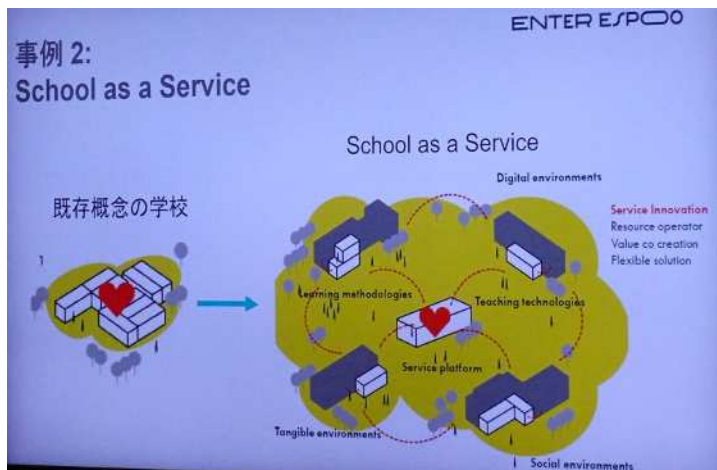 ENTER ESPOO
事例 2:
School as a Service
School as a Service
既存概念の学校
Digital environments
Service Innovation
Resource operator
Value co creation
Flexible solution
Learning methodologies
Teaching technologies
Service platform
Tangible environments
Social environments